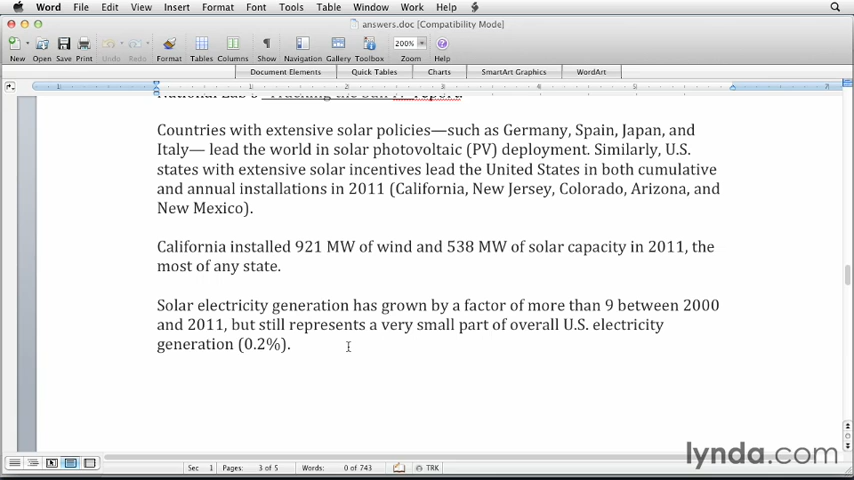 Word File Edit View Insert Format Font Tools Table Window Work Help
answers.doc [Compatibility Mode]
200%
New Open Save Print Undo Redo Format Tables Columns Show Navigation Gallery Toolbox Zoom Help
Document Elements Quick Tables Charts SmartArt Graphics WordArt
1 1 2 3 4 5
Countries with extensive solar policies—such as Germany, Spain, Japan, and
Italy— lead the world in solar photovoltaic (PV) deployment. Similarly, U.S.
states with extensive solar incentives lead the United States in both cumulative
and annual installations in 2011 (California, New Jersey, Colorado, Arizona, and
New Mexico).
California installed 921 MW of wind and 538 MW of solar capacity in 2011, the
most of any state.
Solar electricity generation has grown by a factor of more than 9 between 2000
and 2011, but still represents a very small part of overall U.S. electricity
generation (0.2%).
lynda.com
Sec 1 Pages: 3 of 5 Words: 0 of 743 TRK